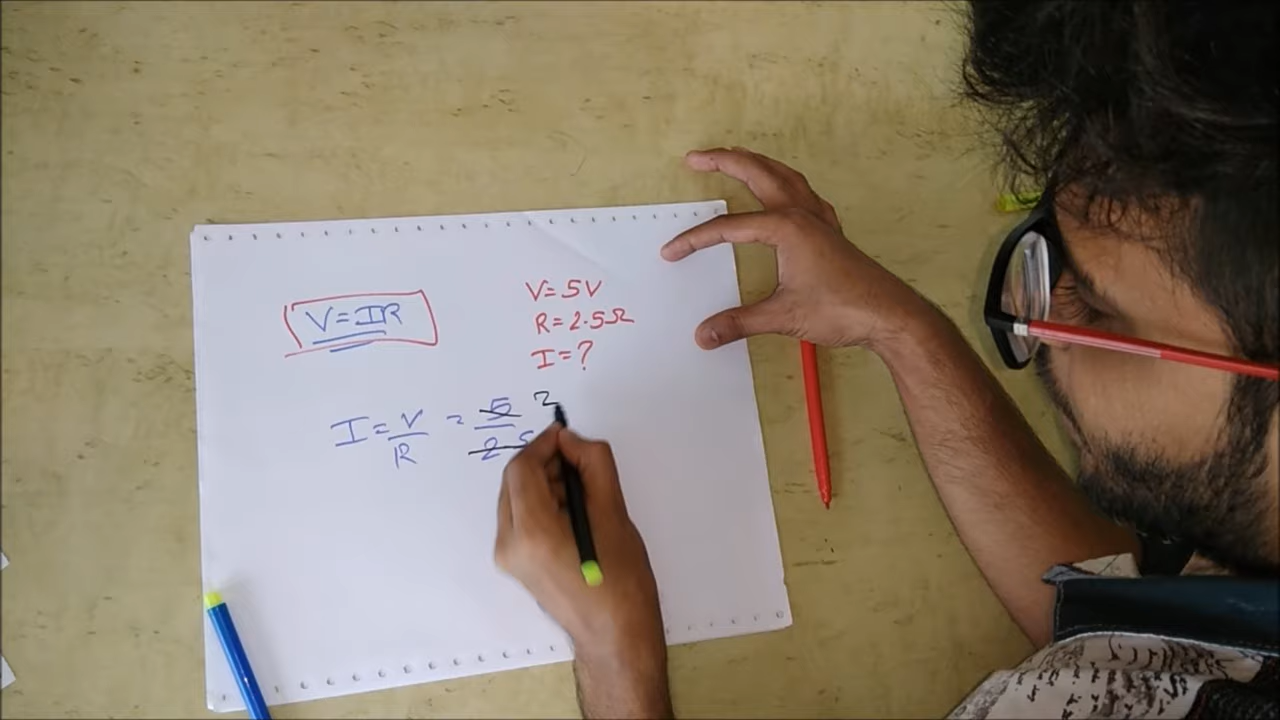 V=IR
V=5V
R=2.5Ω
I=?
I=V/R = 5/2.5 2